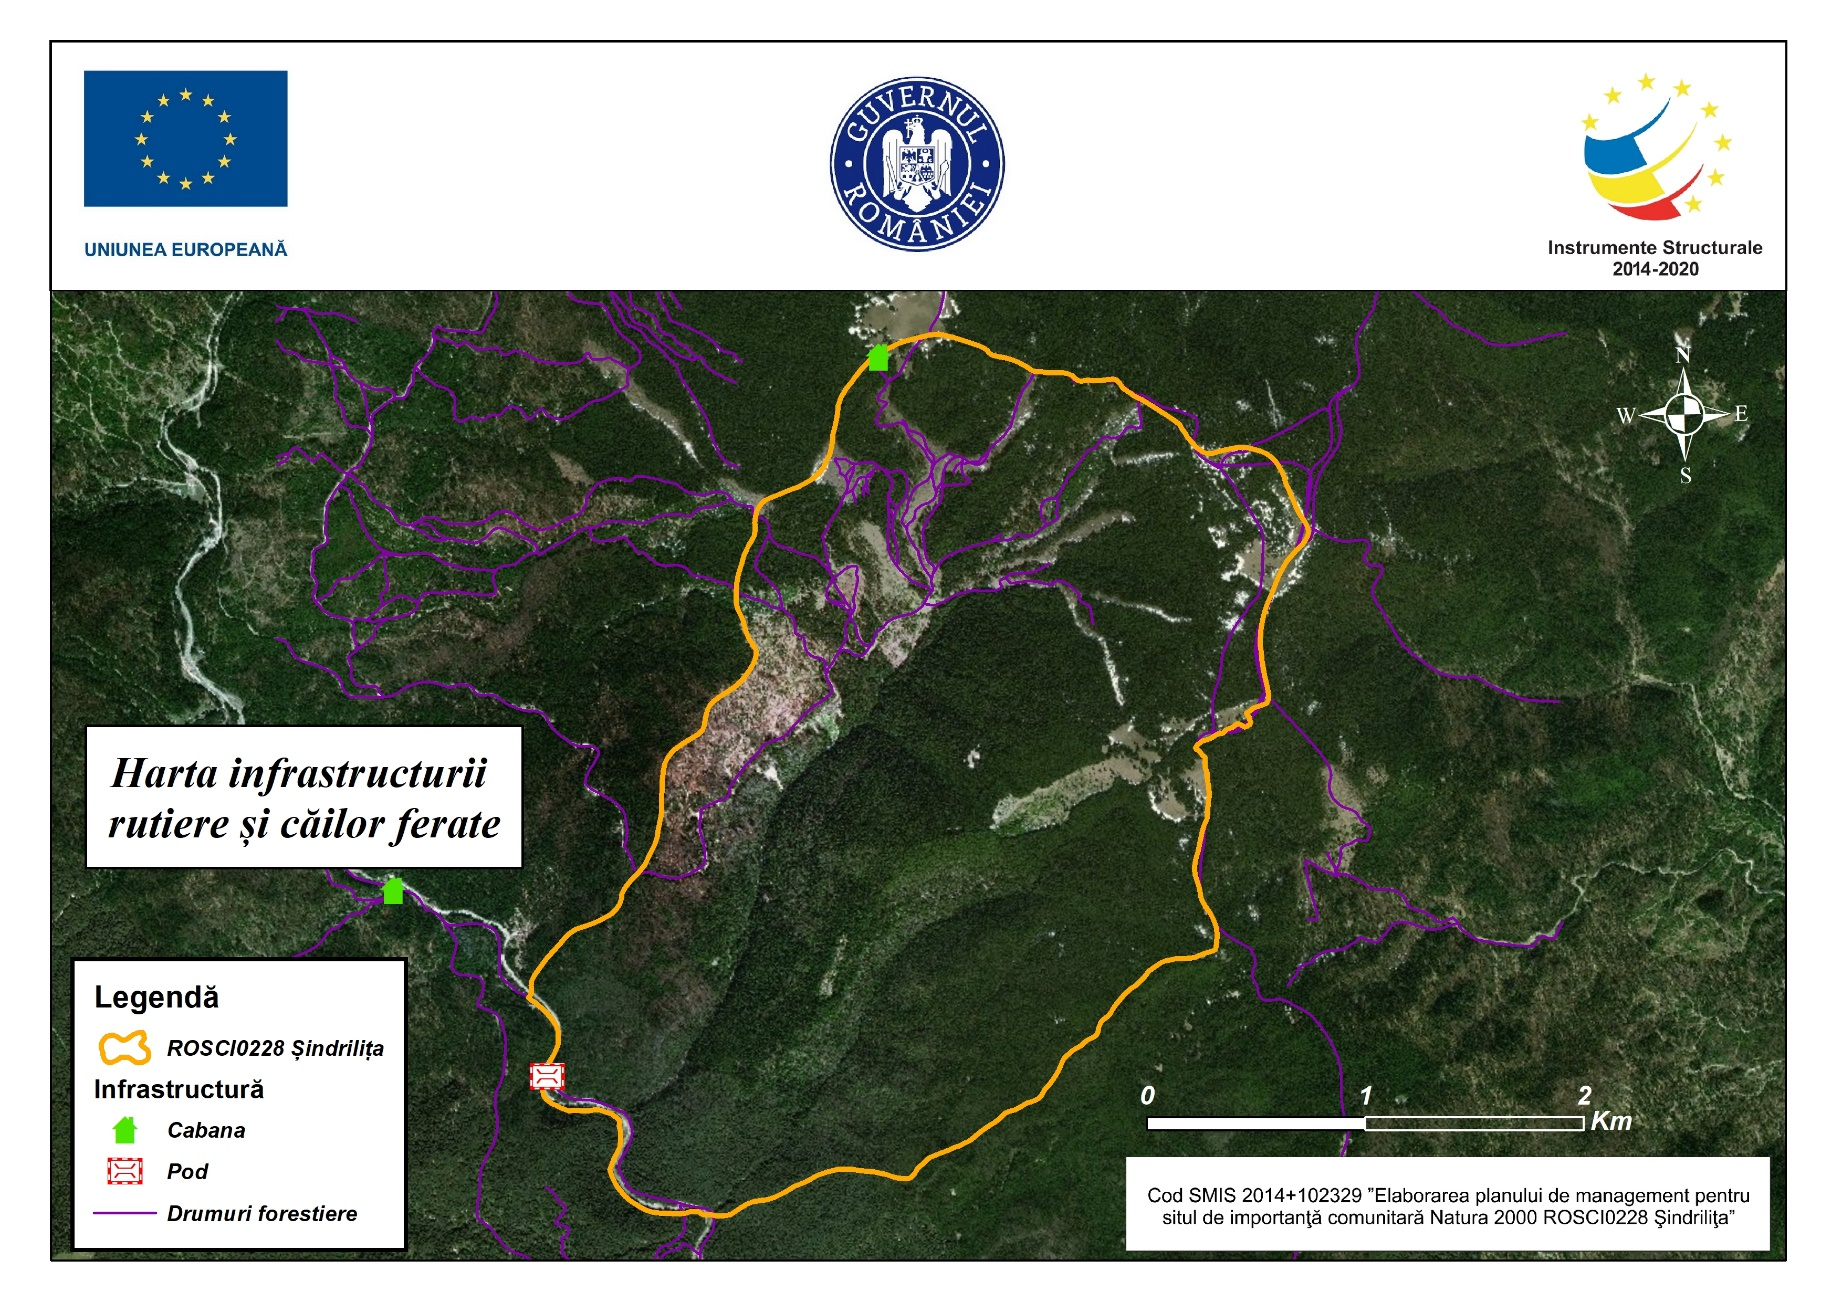 UNIUNEA EUROPEANĂ
GUVERNUL ROMÂNIEI
Instrumente Structurale
2014-2020
N
W E
S
Harta infrastructurii
rutiere și căilor ferate
Legendă
ROSCI0228 Șindrilița
Infrastructură
Cabana
Pod
Drumuri forestiere
0 1 2
Km
Cod SMIS 2014+102329 ”Elaborarea planului de management pentru
situl de importanţă comunitară Natura 2000 ROSCI0228 Şindriliţa”